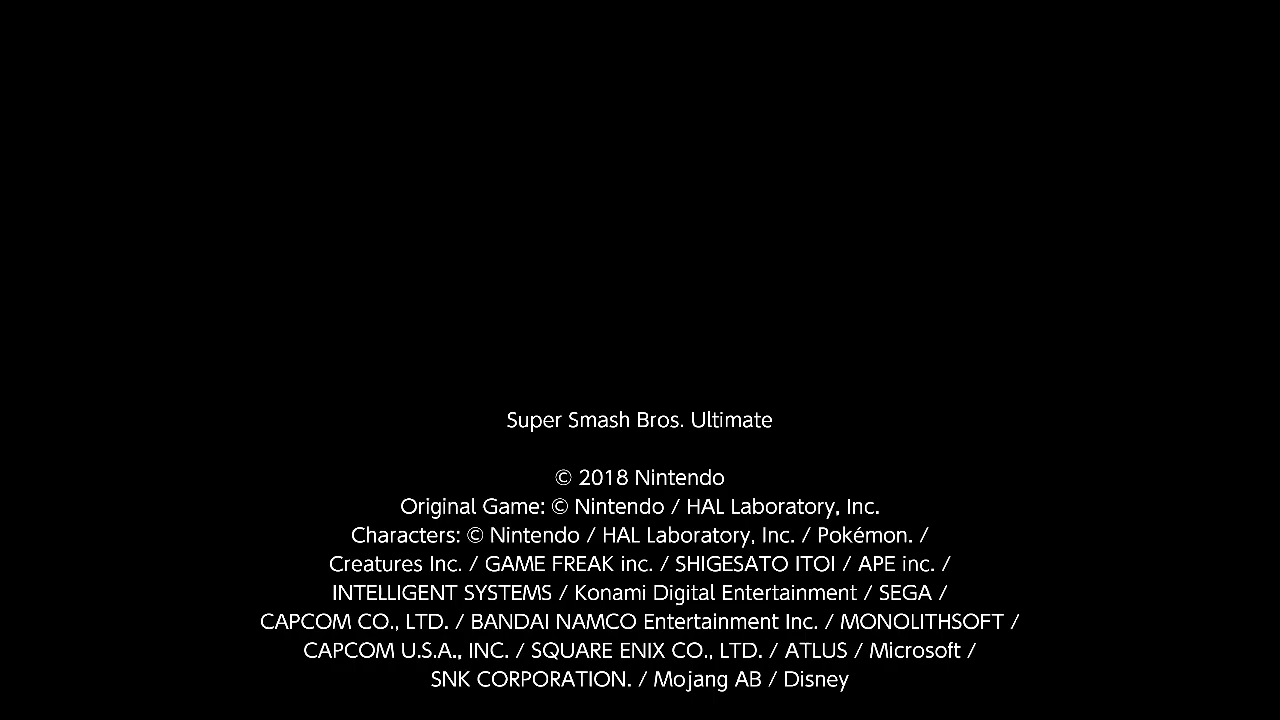 Super Smash Bros. Ultimate
© 2018 Nintendo
Original Game: © Nintendo / HAL Laboratory, Inc.
Characters: © Nintendo / HAL Laboratory, Inc. / Pokémon. /
Creatures Inc. / GAME FREAK inc. / SHIGESATO ITOI / APE inc. /
INTELLIGENT SYSTEMS / Konami Digital Entertainment / SEGA /
CAPCOM CO., LTD. / BANDAI NAMCO Entertainment Inc. / MONOLITHSOFT /
CAPCOM U.S.A., INC. / SQUARE ENIX CO., LTD. / ATLUS / Microsoft /
SNK CORPORATION. / Mojang AB / Disney